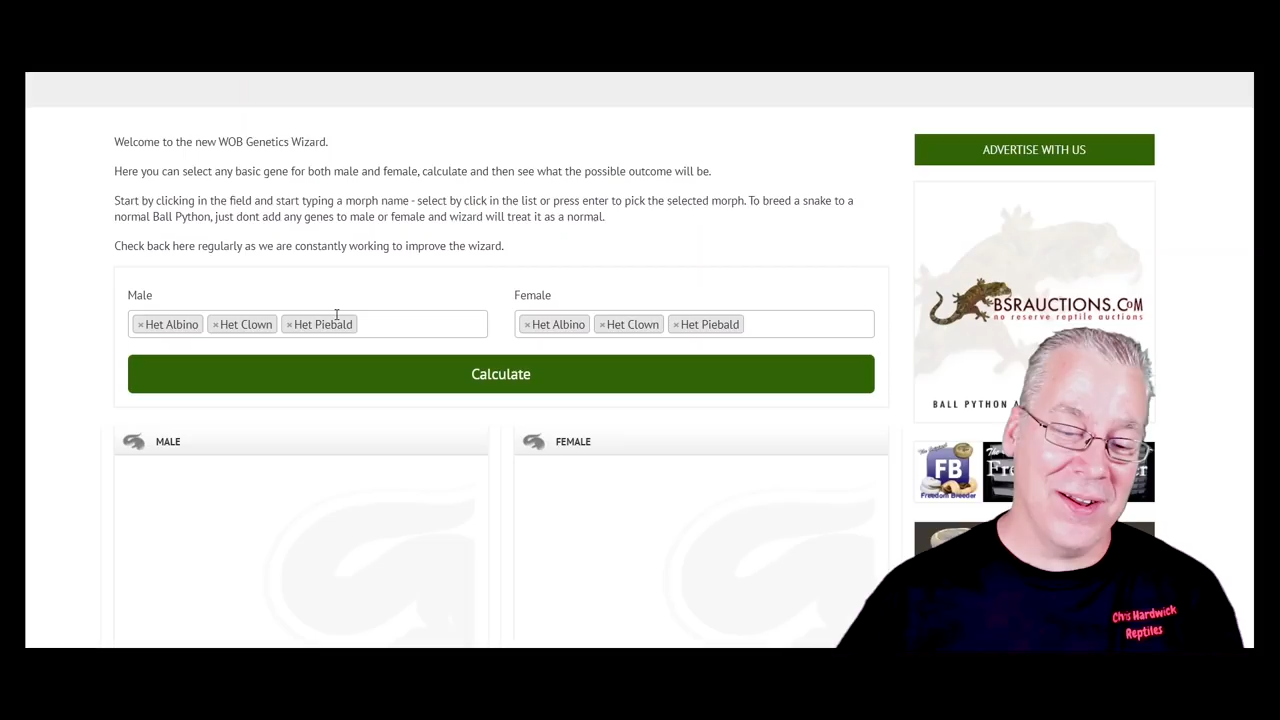 Welcome to the new WOB Genetics Wizard.
Here you can select any basic gene for both male and female, calculate and then see what the possible outcome will be.
Start by clicking in the field and start typing a morph name - select by click in the list or press enter to pick the selected morph. To breed a snake to a
normal Ball Python, just dont add any genes to male or female and wizard will treat it as a normal.
Check back here regularly as we are constantly working to improve the wizard.
Male
× Het Albino × Het Clown × Het Piebald
Female
× Het Albino × Het Clown × Het Piebald
Calculate
MALE
FEMALE
ADVERTISE WITH US
BSRAUCTIONS.COM
no reserve reptile auctions
BALL PYTHON A
FB
Freedom Breeder
Chris Hardwick
Reptiles